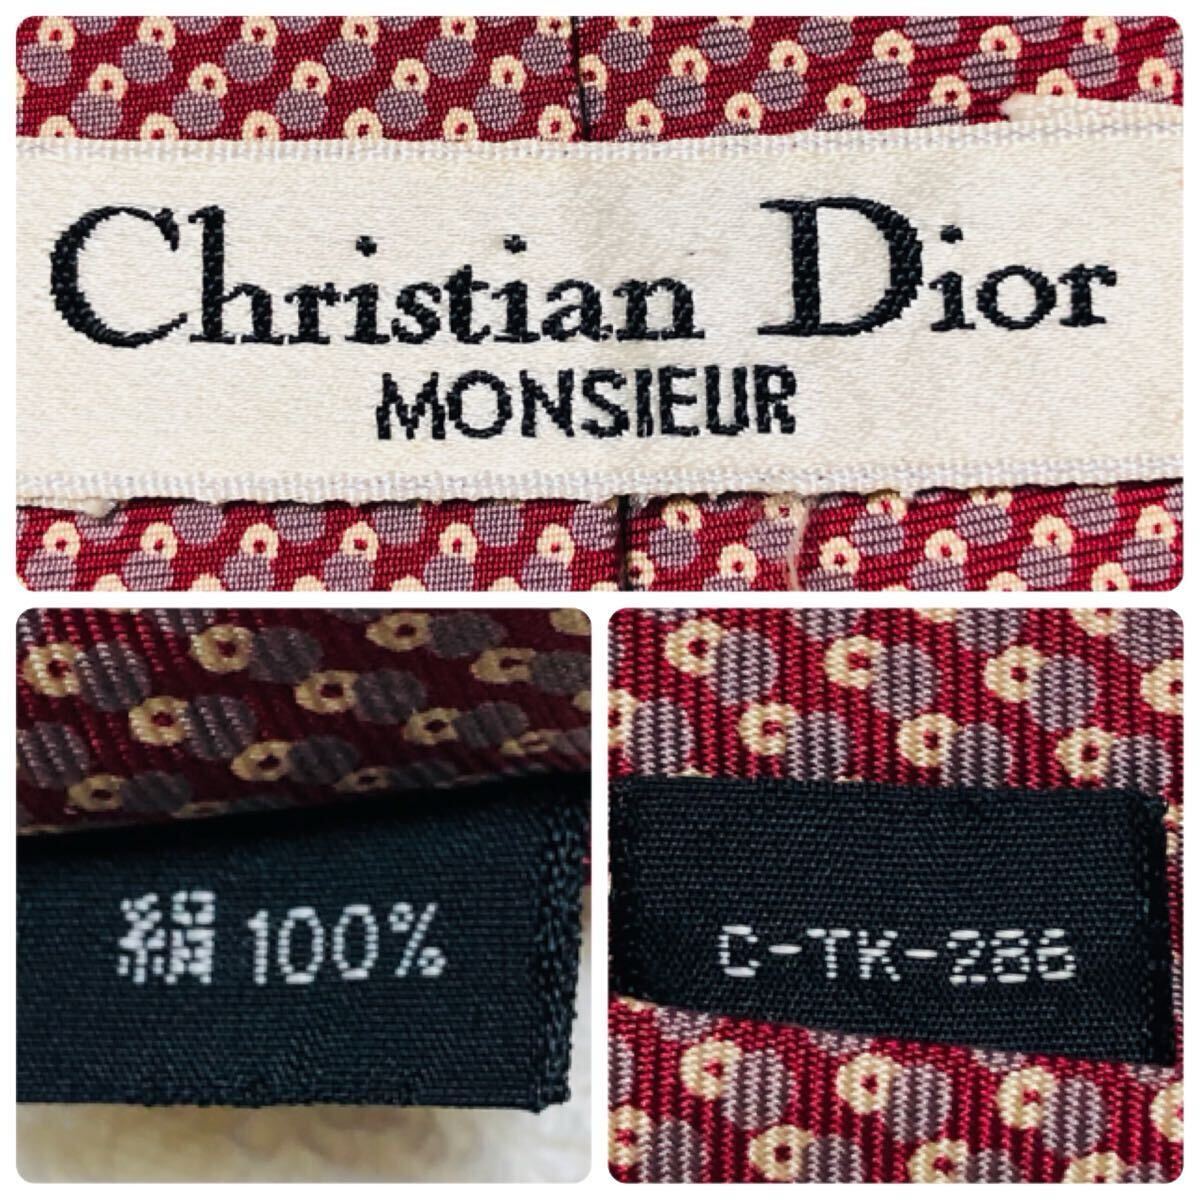 Christian Dior
MONSIEUR
絹 100%
C-TK-286